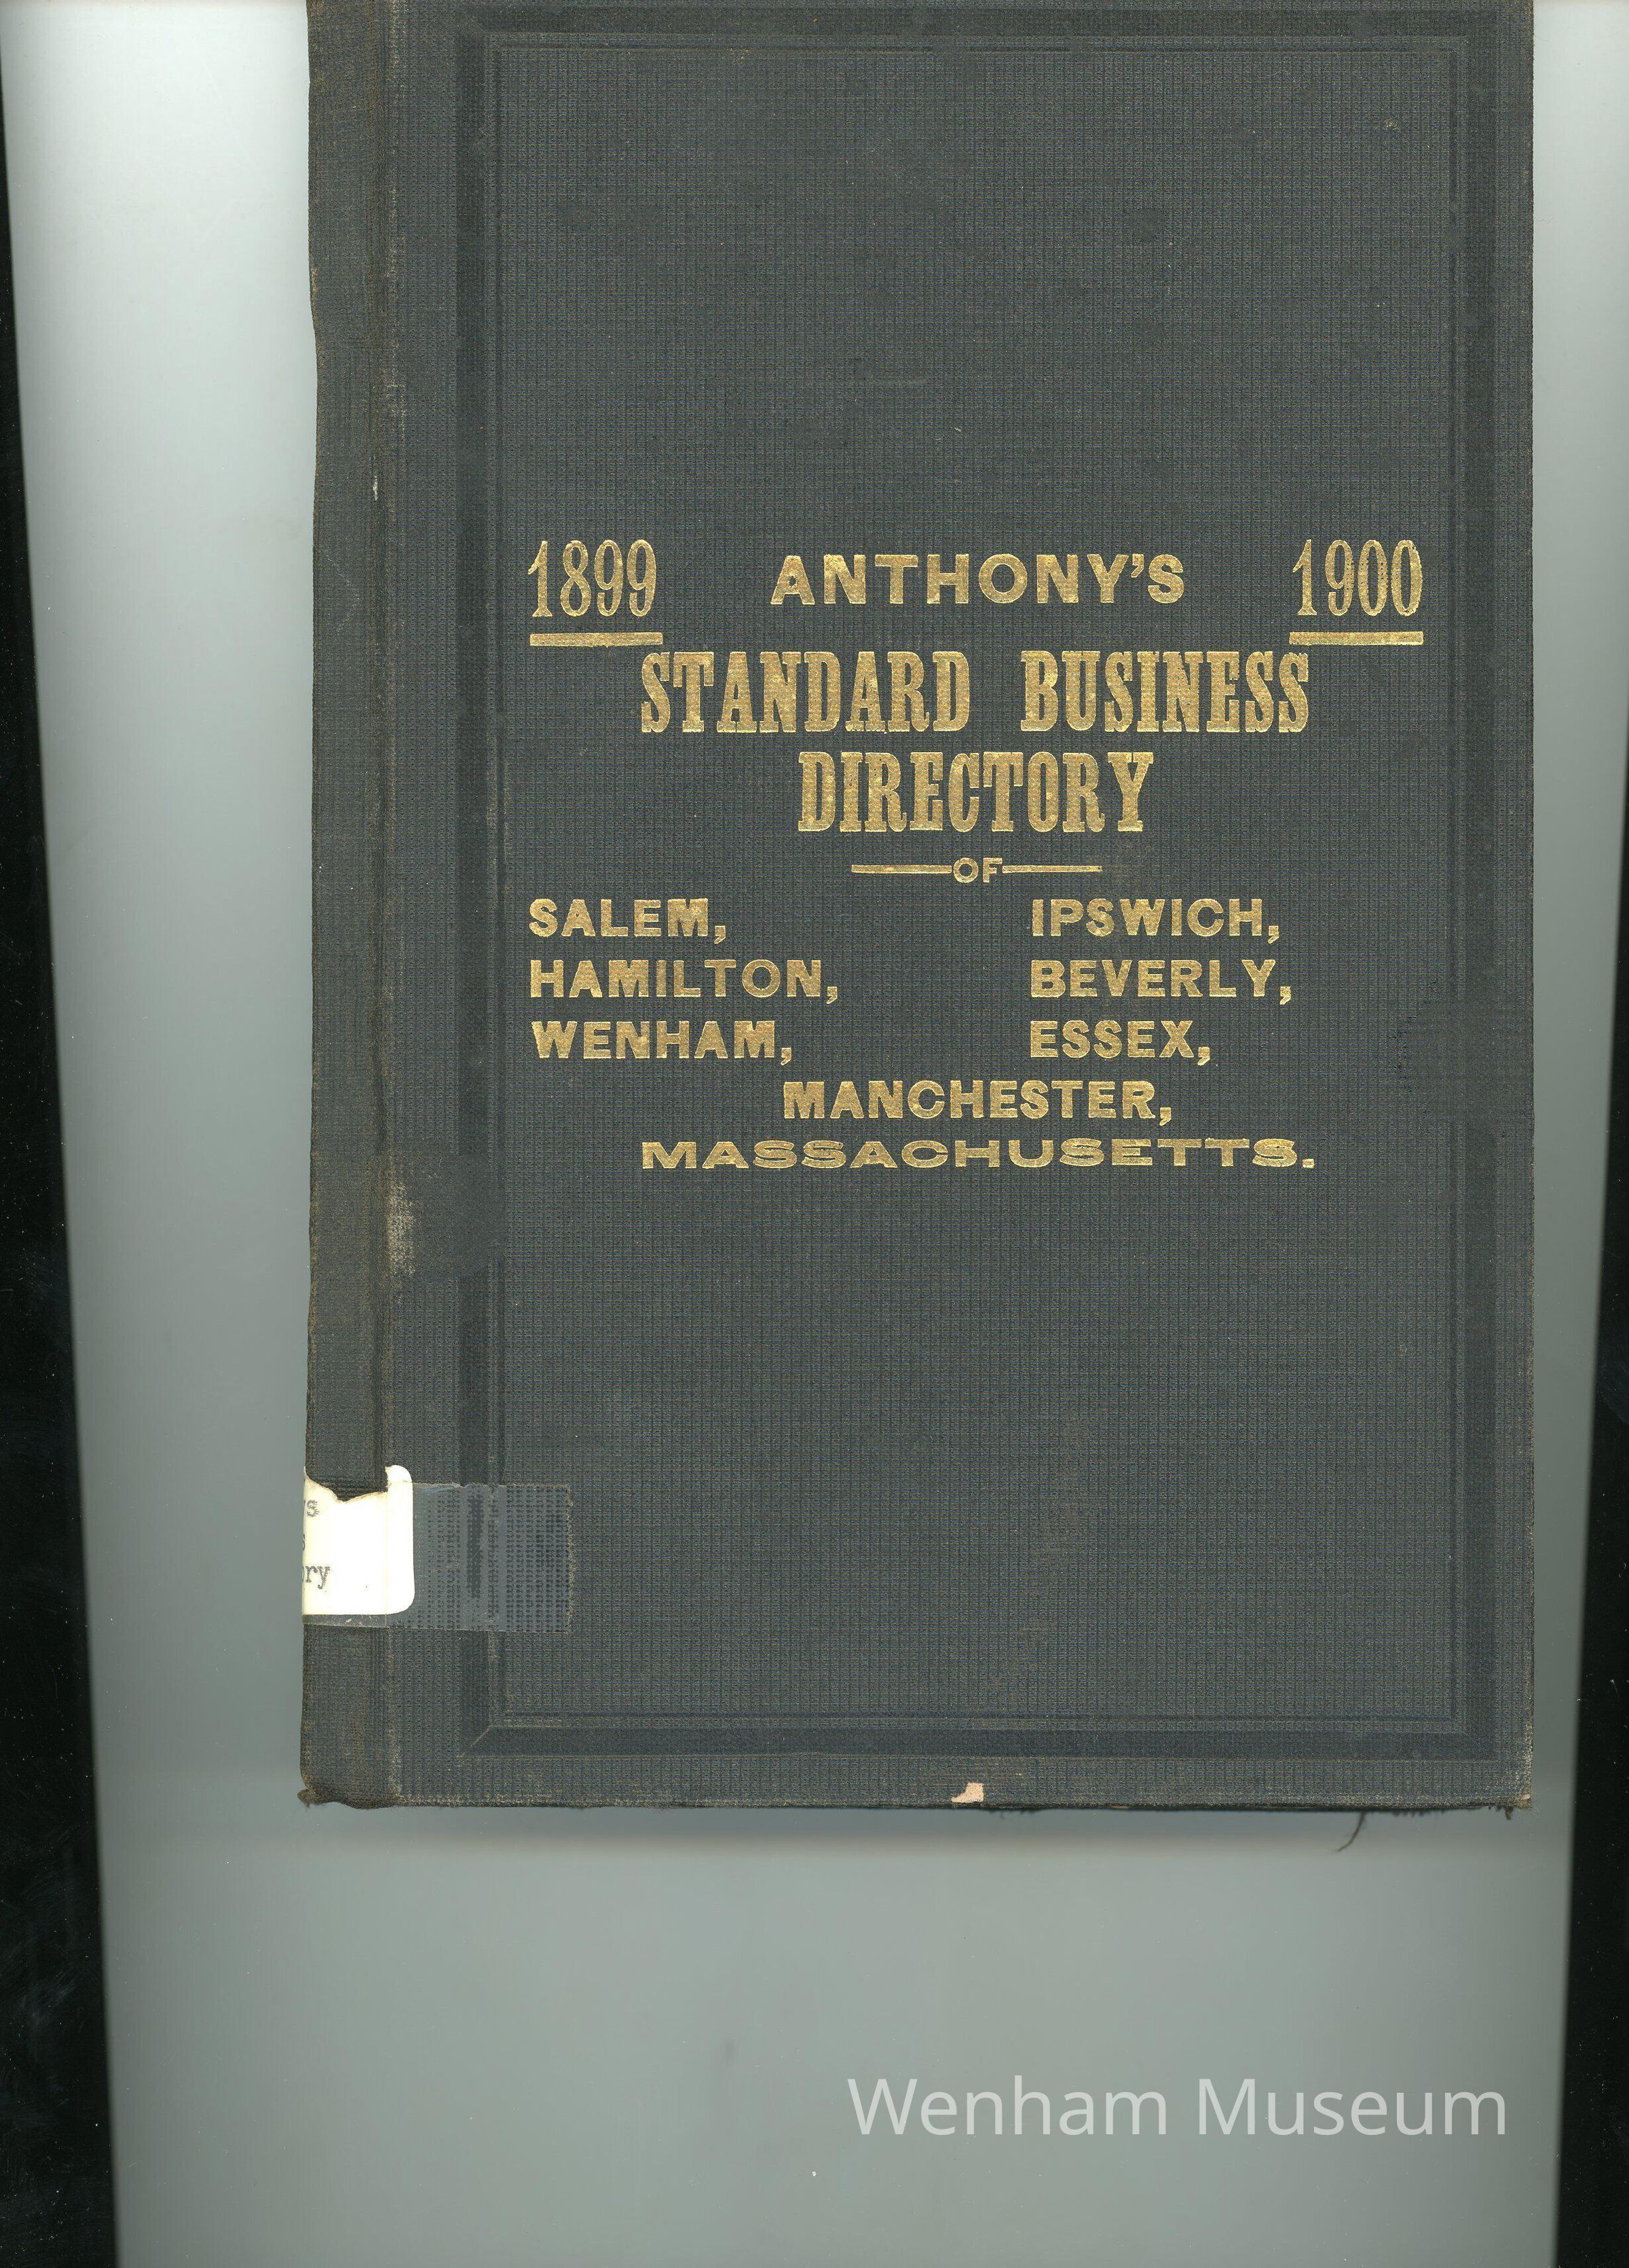 1899 ANTHONY'S 1900
STANDARD BUSINESS
DIRECTORY
OF
SALEM, IPSWICH,
HAMILTON, BEVERLY,
WENHAM, ESSEX,
MANCHESTER,
MASSACHUSETTS.
Wenham Museum